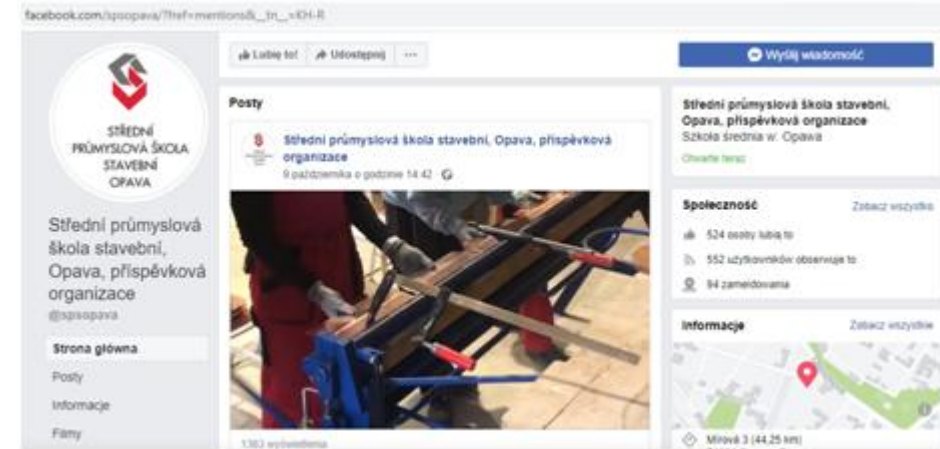 facebook.com/spsopava/?href=mentions&__tn__=KH-R
STŘEDNÍ
PRŮMYSLOVÁ ŠKOLA
STAVEBNÍ
OPAVA
Střední průmyslová
škola stavební,
Opava, příspěvková
organizace
@spsopava
Strona główna
Posty
Informacje
Filmy
Lubię to!
Udostępnij
Posty
Střední průmyslová škola stavební, Opava, příspěvková
organizace
9 października o godzinie 14:42
1383 wyświetlenia
Wyślij wiadomość
Střední průmyslová škola stavební,
Opava, příspěvková organizace
Szkoła średnia w: Opawa
Otwarte teraz
Społeczność Zobacz wszystko
524 osoby lubią to
552 użytkowników obserwuje to
94 zameldowania
Informacje Zobacz wszystkie
Mírová 3 (44,25 km)